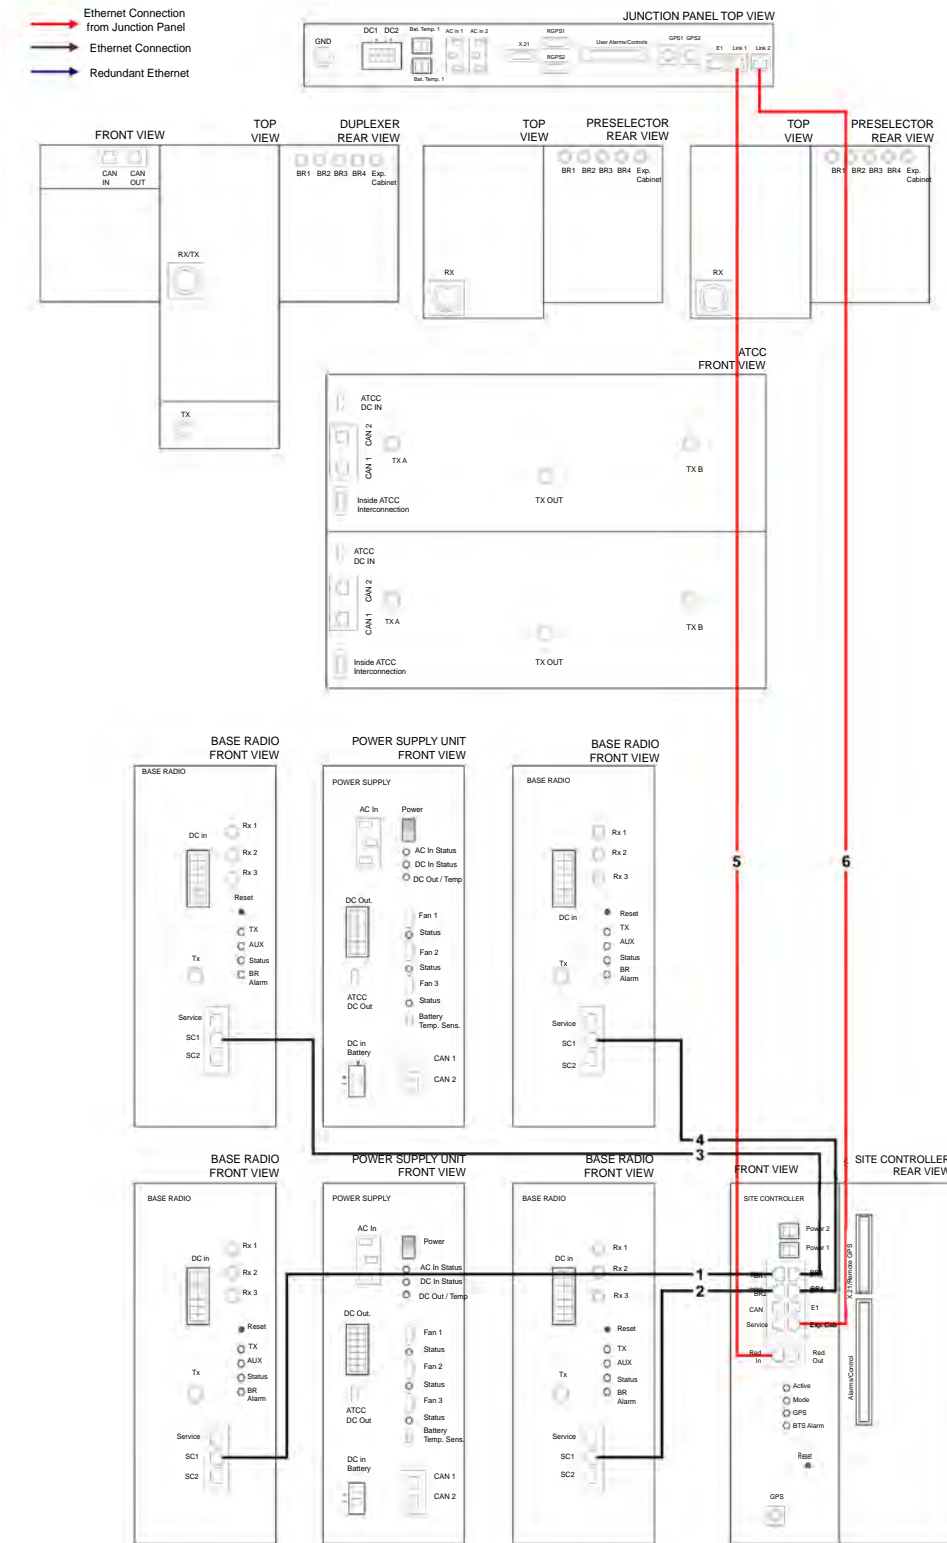 Ethernet Connection
from Junction Panel
Ethernet Connection
Redundant Ethernet
JUNCTION PANEL TOP VIEW
GND
DC1 DC2
Bat. Temp. 1
AC in 1
AC in 2
X.21
RGPS1
RGPS2
User Alarms/Controls
GPS1 GPS2
E1
Link 1
Link 2
Bat. Temp. 1
FRONT VIEW
TOP
VIEW
DUPLEXER
REAR VIEW
CAN
IN
CAN
OUT
BR1 BR2 BR3 BR4 Exp.
Cabinet
RX/TX
TX
TOP
VIEW
PRESELECTOR
REAR VIEW
BR1 BR2 BR3 BR4 Exp.
Cabinet
RX
TOP
VIEW
PRESELECTOR
REAR VIEW
BR1 BR2 BR3 BR4 Exp.
Cabinet
RX
ATCC
FRONT VIEW
ATCC
DC IN
CAN 2
CAN 1
TX A
TX OUT
TX B
Inside ATCC
Interconnection
ATCC
DC IN
CAN 2
CAN 1
TX A
TX OUT
TX B
Inside ATCC
Interconnection
BASE RADIO
FRONT VIEW
BASE RADIO
DC in
Rx 1
Rx 2
Rx 3
Reset
TX
AUX
Status
BR
Alarm
Tx
Service
SC1
SC2
POWER SUPPLY UNIT
FRONT VIEW
POWER SUPPLY
AC In
Power
AC In Status
DC In Status
DC Out / Temp
DC Out.
Fan 1
Status
Fan 2
Status
Fan 3
Status
ATCC
DC Out
Battery
Temp. Sens.
DC in
Battery
CAN 1
CAN 2
BASE RADIO
FRONT VIEW
BASE RADIO
Rx 1
Rx 2
Rx 3
DC in
Reset
TX
AUX
Status
BR
Alarm
Tx
Service
SC1
SC2
5
6
4
3
BASE RADIO
FRONT VIEW
BASE RADIO
DC in
Rx 1
Rx 2
Rx 3
Reset
TX
AUX
Status
BR
Alarm
Tx
Service
SC1
SC2
POWER SUPPLY UNIT
FRONT VIEW
POWER SUPPLY
AC In
Power
AC In Status
DC In Status
DC Out / Temp
DC Out.
Fan 1
Status
Fan 2
Status
Fan 3
Status
ATCC
DC Out
Battery
Temp. Sens.
DC in
Battery
CAN 1
CAN 2
BASE RADIO
FRONT VIEW
BASE RADIO
DC in
Rx 1
Rx 2
Rx 3
Reset
TX
AUX
Status
BR
Alarm
Tx
Service
SC1
SC2
1
2
FRONT VIEW
SITE CONTROLLER
REAR VIEW
SITE CONTROLLER
Power 2
Power 1
BR1
BR3
BR2
BR4
CAN
E1
Service
Exp. Cab
Red.
In
Red.
Out
Active
Mode
GPS
BTS Alarm
Reset
GPS
X.21/Remote GPS
Alarms/Control